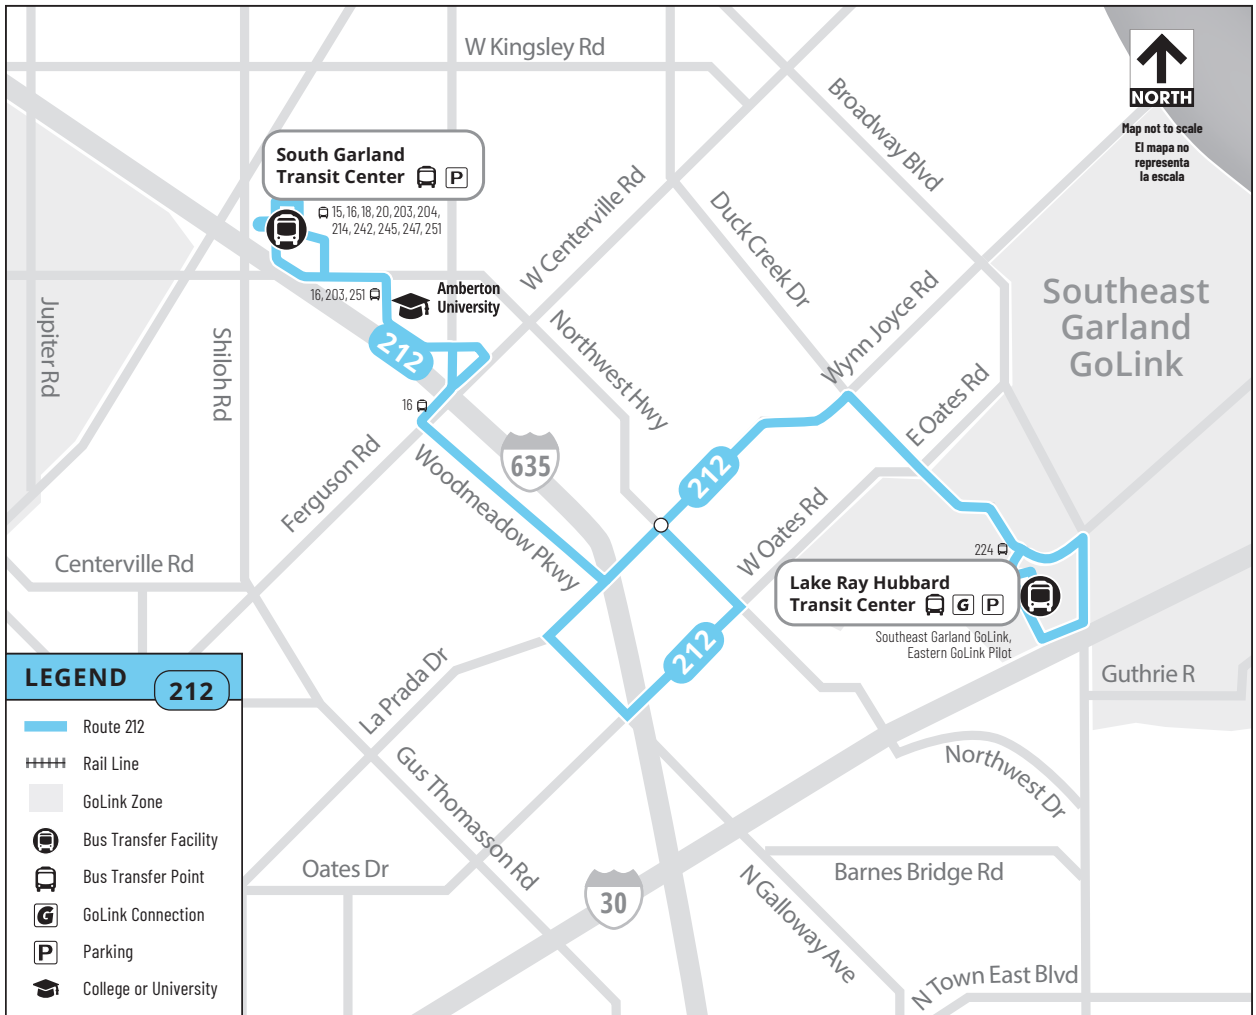 W Kingsley Rd
Broadway Blvd
NORTH
Map not to scale
El mapa no
representa
la escala
South Garland
Transit Center P
15, 16, 18, 20, 203, 204,
214, 242, 245, 247, 251
W Centerville Rd
Duck Creek Dr
16, 203, 251
Amberton
University
Jupiter Rd
Shiloh Rd
212
Northwest Hwy
Wynn Joyce Rd
Southeast
Garland
GoLink
E Oates Rd
16
Ferguson Rd
Woodmeadow Pkwy
635
212
W Oates Rd
224
Centerville Rd
Lake Ray Hubbard
Transit Center G P
Southeast Garland GoLink,
Eastern GoLink Pilot
212
La Prada Dr
Guthrie R
Gus Thomasson Rd
Northwest Dr
Oates Dr
30
N Galloway Ave
Barnes Bridge Rd
N Town East Blvd
LEGEND 212
Route 212
Rail Line
GoLink Zone
Bus Transfer Facility
Bus Transfer Point
G GoLink Connection
P Parking
College or University